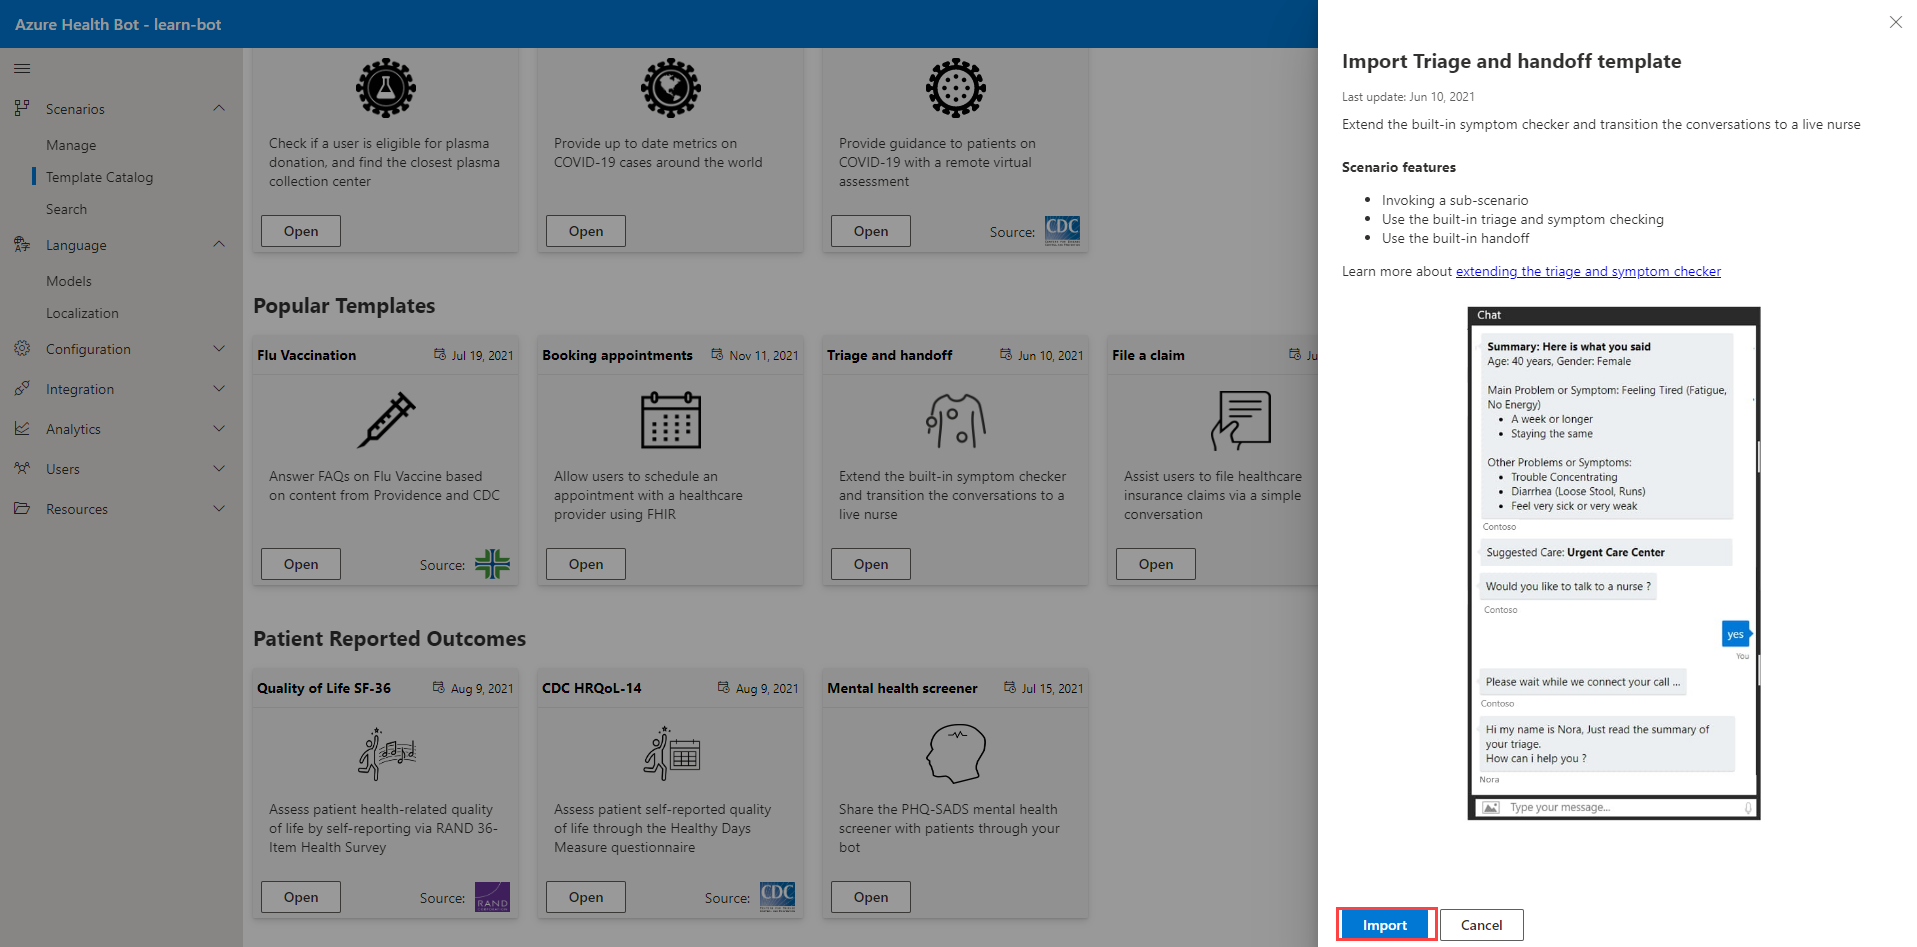 Azure Health Bot - learn-bot
Scenarios
Manage
Template Catalog
Search
Language
Models
Localization
Configuration
Integration
Analytics
Users
Resources
Check if a user is eligible for plasma
donation, and find the closest plasma
collection center
Open
Provide up to date metrics on
COVID-19 cases around the world
Open
Provide guidance to patients on
COVID-19 with a remote virtual
assessment
Open
Source:
CDC
Popular Templates
Flu Vaccination
Jul 19, 2021
Answer FAQs on Flu Vaccine based
on content from Providence and CDC
Open
Source:
Booking appointments
Nov 11, 2021
Allow users to schedule an
appointment with a healthcare
provider using FHIR
Open
Triage and handoff
Jun 10, 2021
Extend the built-in symptom checker
and transition the conversations to a
live nurse
Open
File a claim
Ju
Assist users to file healthcare
insurance claims via a simple
conversation
Open
Patient Reported Outcomes
Quality of Life SF-36
Aug 9, 2021
Assess patient health-related quality
of life by self-reporting via RAND 36-
Item Health Survey
Open
Source:
RAND
CDC HRQoL-14
Aug 9, 2021
Assess patient self-reported quality
of life through the Healthy Days
Measure questionnaire
Open
Source:
CDC
Mental health screener
Jul 15, 2021
Share the PHQ-SADS mental health
screener with patients through your
bot
Open
Import Triage and handoff template
Last update: Jun 10, 2021
Extend the built-in symptom checker and transition the conversations to a live nurse
Scenario features
• Invoking a sub-scenario
• Use the built-in triage and symptom checking
• Use the built-in handoff
Learn more about extending the triage and symptom checker
Chat
Summary: Here is what you said
Age: 40 years, Gender: Female
Main Problem or Symptom: Feeling Tired (Fatigue,
No Energy)
• A week or longer
• Staying the same
Other Problems or Symptoms:
• Trouble Concentrating
• Diarrhea (Loose Stool, Runs)
• Feel very sick or very weak
Contoso
Suggested Care: Urgent Care Center
Would you like to talk to a nurse ?
Contoso
yes
You
Please wait while we connect your call ...
Contoso
Hi my name is Nora, Just read the summary of
your triage.
How can i help you ?
Nora
Type your message...
Import
Cancel